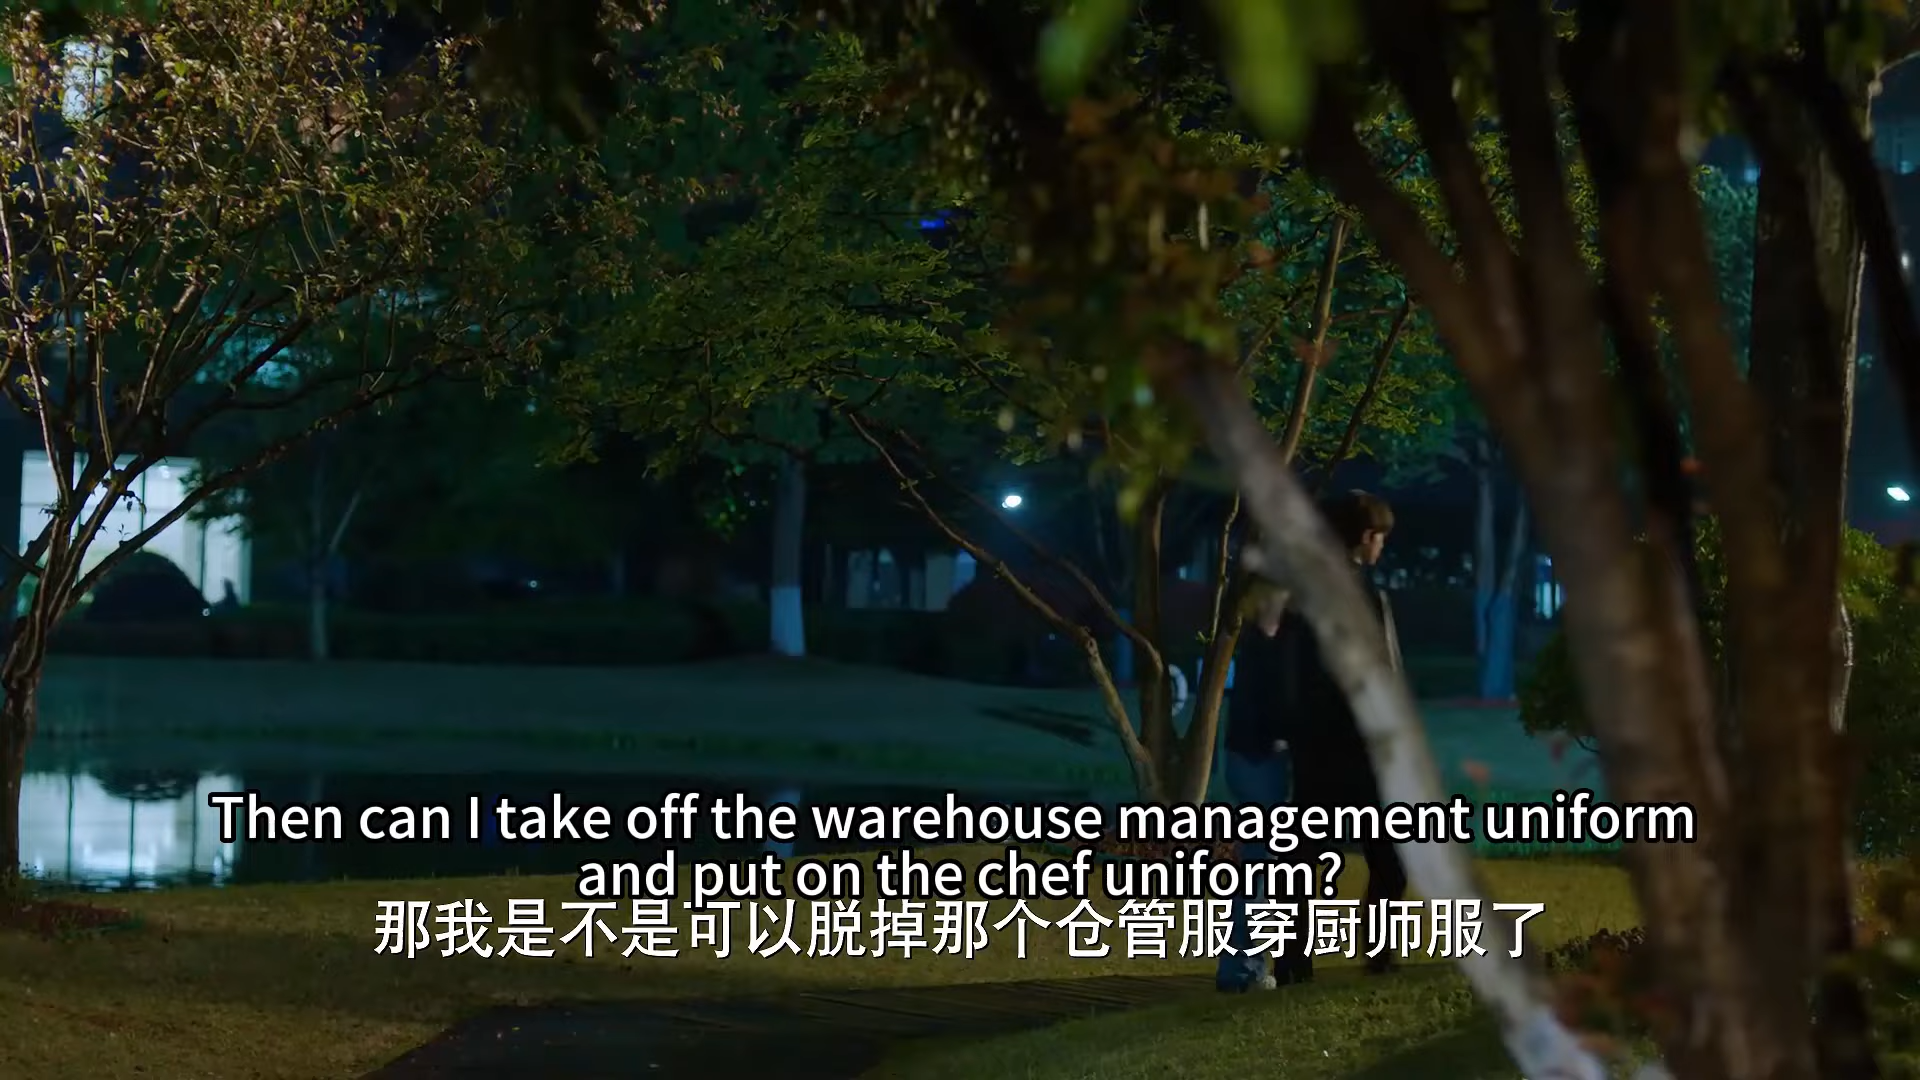 Then can I take off the warehouse management uniform
and put on the chef uniform?
那我是不是可以脱掉那个仓管服穿厨师服了